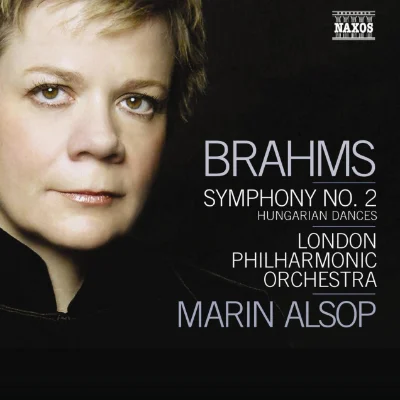 NAXOS
BRAHMS
SYMPHONY NO. 2
HUNGARIAN DANCES
LONDON
PHILHARMONIC
ORCHESTRA
MARIN ALSOP